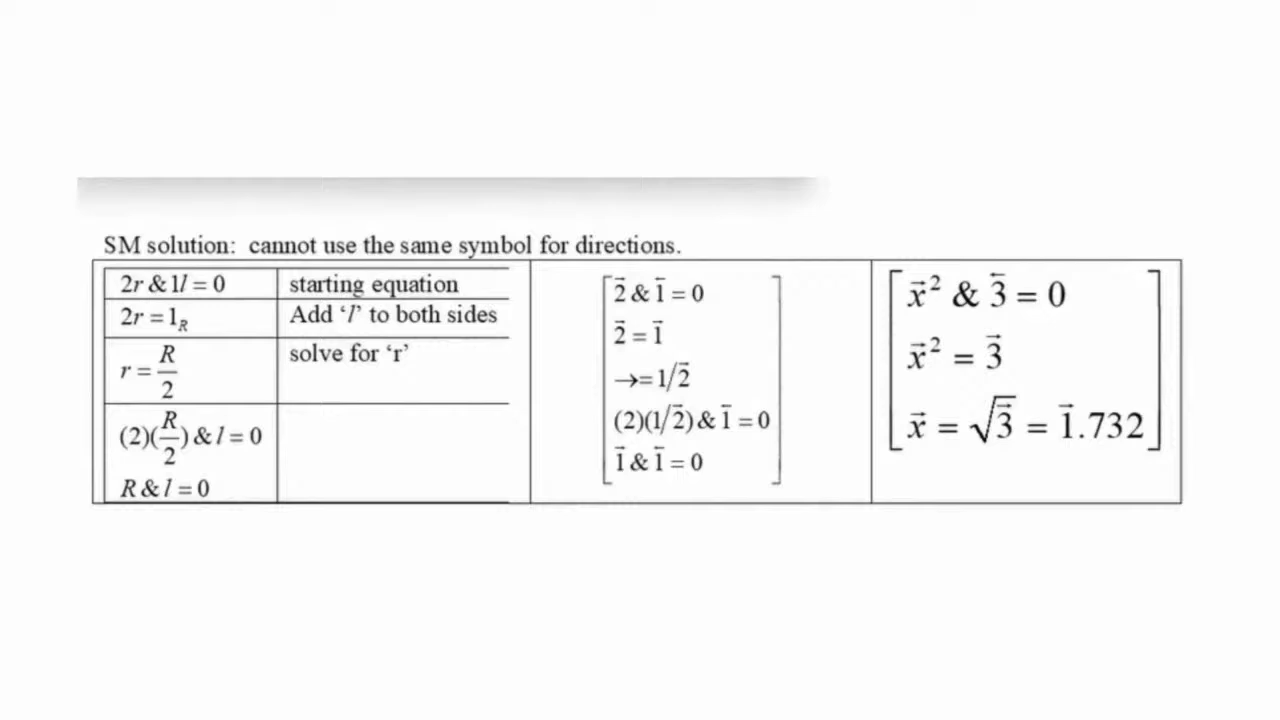 SM solution: cannot use the same symbol for directions.
2r & 1l = 0 starting equation
2r = 1_R Add ‘l’ to both sides
r = R/2 solve for ‘r’
(2)(R/2) & l = 0
R & l = 0
2⃗ & 1⃖ = 0
2⃗ = 1⃗
→= 1/2⃗
(2)(1/2⃗) & 1⃖ = 0
1⃗ & 1⃖ = 0
x⃗² & 3⃖ = 0
x⃗² = 3⃗
x⃗ = √3⃗ = 1⃗.732